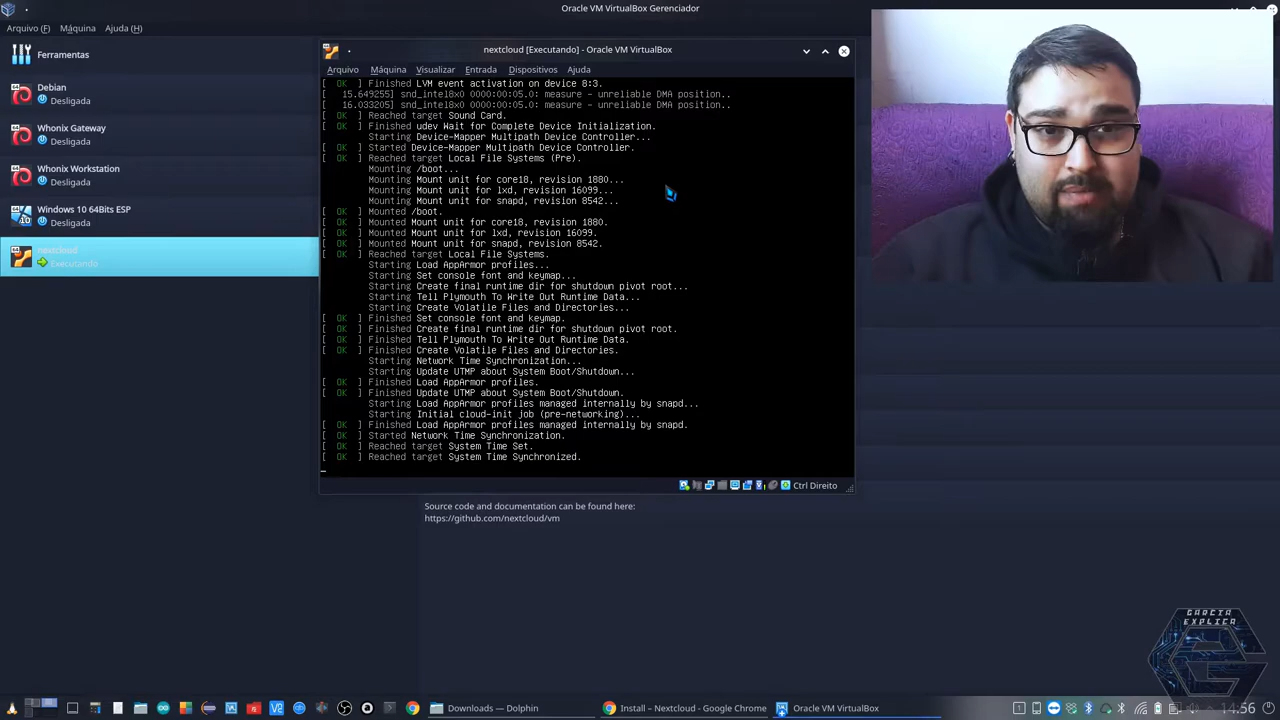 Oracle VM VirtualBox Gerenciador
Arquivo (F) Máquina Ajuda (H)
Ferramentas
Debian
Desligada
Whonix Gateway
Desligada
Whonix Workstation
Desligada
Windows 10 64Bits ESP
Desligada
nextcloud
Executando
nextcloud [Executando] - Oracle VM VirtualBox
Arquivo Máquina Visualizar Entrada Dispositivos Ajuda
[ OK ] Finished LVM event activation on device 8:3.
[ 15.649255] snd_intel8x0 0000:00:05.0: measure - unreliable DMA position..
[ 16.033205] snd_intel8x0 0000:00:05.0: measure - unreliable DMA position..
[ OK ] Reached target Sound Card.
[ OK ] Finished udev Wait for Complete Device Initialization.
Starting Device-Mapper Multipath Device Controller...
[ OK ] Started Device-Mapper Multipath Device Controller.
[ OK ] Reached target Local File Systems (Pre).
Mounting /boot...
Mounting Mount unit for core18, revision 1880...
Mounting Mount unit for lxd, revision 16099...
Mounting Mount unit for snapd, revision 8542...
[ OK ] Mounted /boot.
[ OK ] Mounted Mount unit for core18, revision 1880.
[ OK ] Mounted Mount unit for lxd, revision 16099.
[ OK ] Mounted Mount unit for snapd, revision 8542.
[ OK ] Reached target Local File Systems.
Starting Load AppArmor profiles...
Starting Set console font and keymap...
Starting Create final runtime dir for shutdown pivot root...
Starting Tell Plymouth To Write Out Runtime Data...
Starting Create Volatile Files and Directories...
[ OK ] Finished Set console font and keymap.
[ OK ] Finished Create final runtime dir for shutdown pivot root.
[ OK ] Finished Tell Plymouth To Write Out Runtime Data.
[ OK ] Finished Create Volatile Files and Directories.
Starting Network Time Synchronization...
Starting Update UTMP about System Boot/Shutdown...
[ OK ] Finished Load AppArmor profiles.
[ OK ] Finished Update UTMP about System Boot/Shutdown.
Starting Load AppArmor profiles managed internally by snapd...
Starting Initial cloud-init job (pre-networking)...
[ OK ] Finished Load AppArmor profiles managed internally by snapd.
[ OK ] Started Network Time Synchronization.
[ OK ] Reached target System Time Set.
[ OK ] Reached target System Time Synchronized.
Ctrl Direito
Source code and documentation can be found here:
https://github.com/nextcloud/vm
GARCIA
EXPLICA
Downloads — Dolphin
Install – Nextcloud - Google Chrome
Oracle VM VirtualBox
14:56